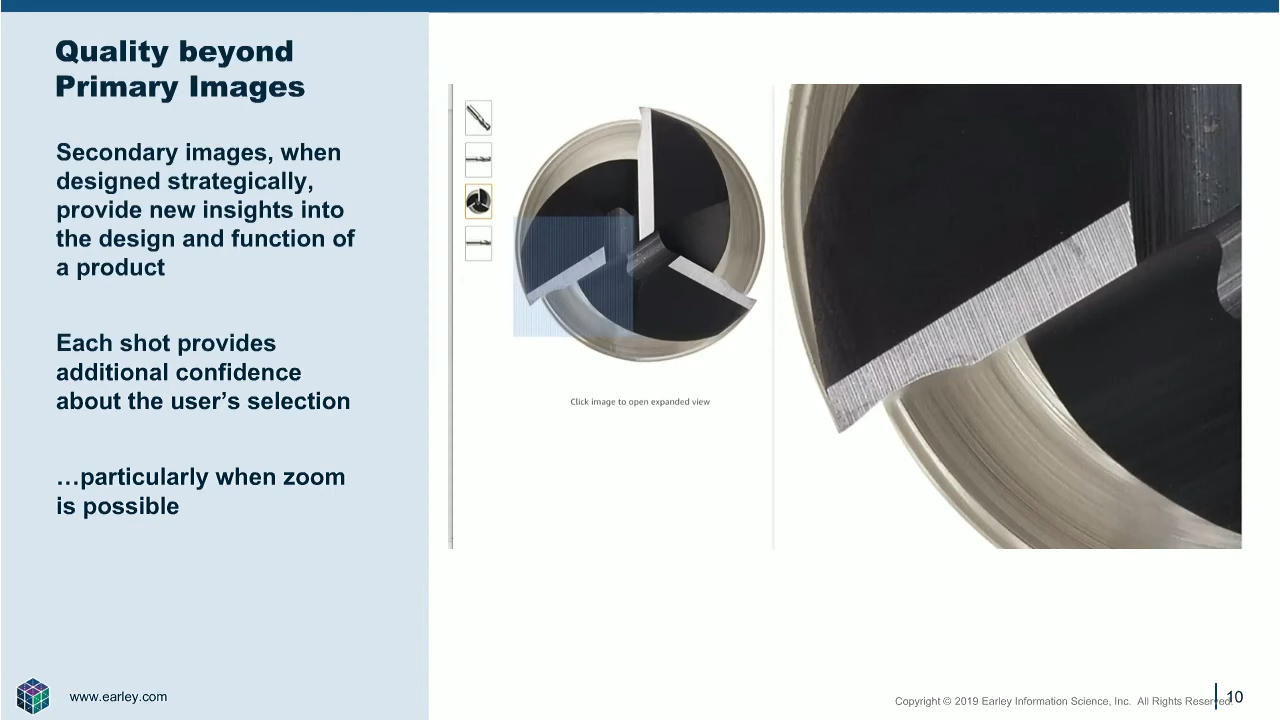 Quality beyond
Primary Images
Secondary images, when
designed strategically,
provide new insights into
the design and function of
a product
Each shot provides
additional confidence
about the user’s selection
…particularly when zoom
is possible
Click image to open expanded view
www.earley.com
Copyright © 2019 Earley Information Science, Inc. All Rights Reserved.
10